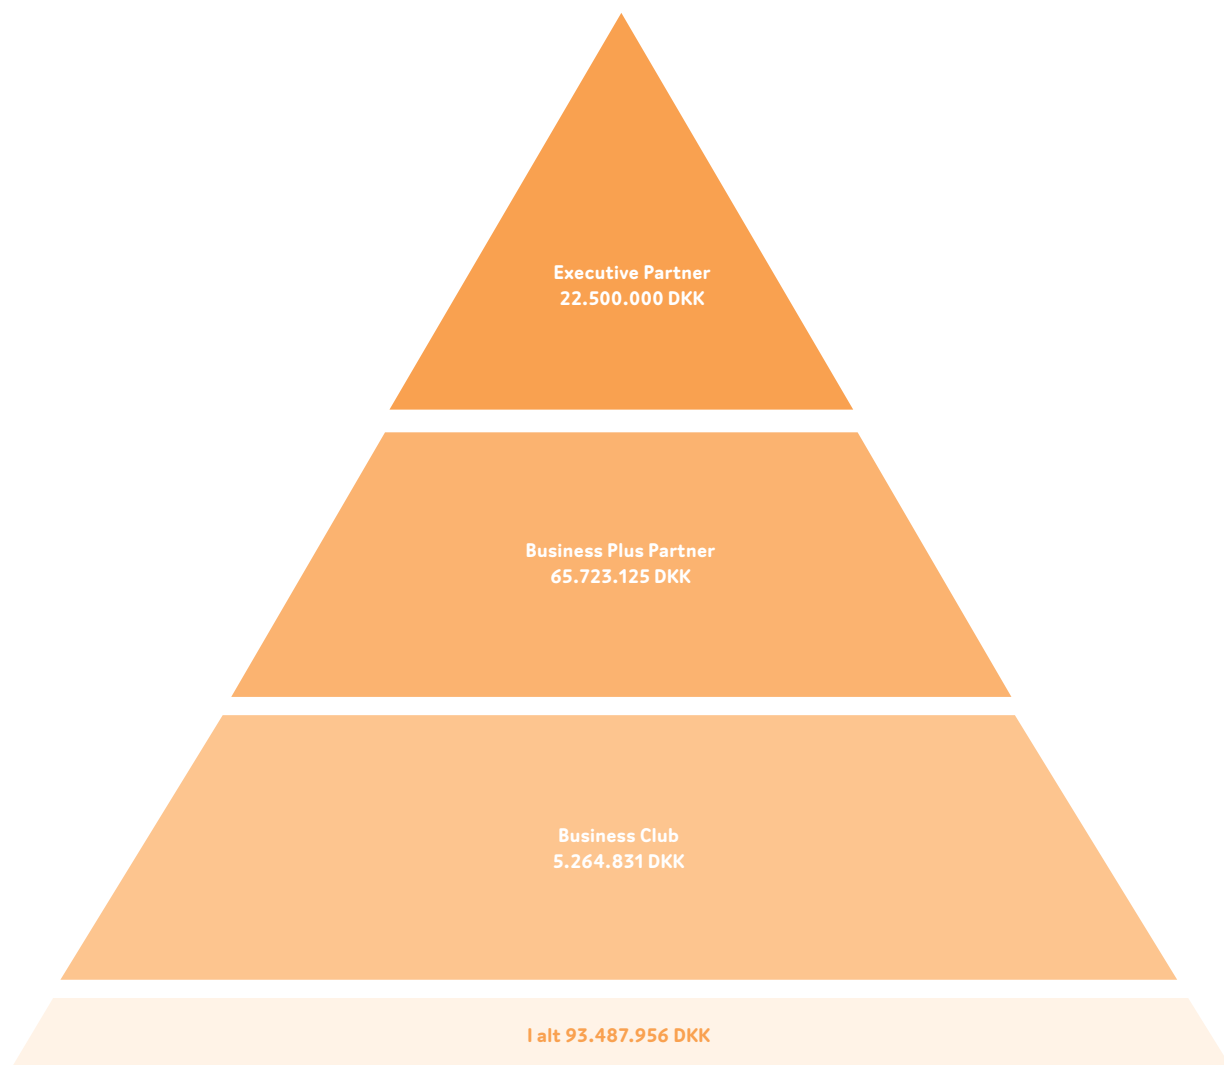 Executive Partner
22.500.000 DKK
Business Plus Partner
65.723.125 DKK
Business Club
5.264.831 DKK
I alt 93.487.956 DKK